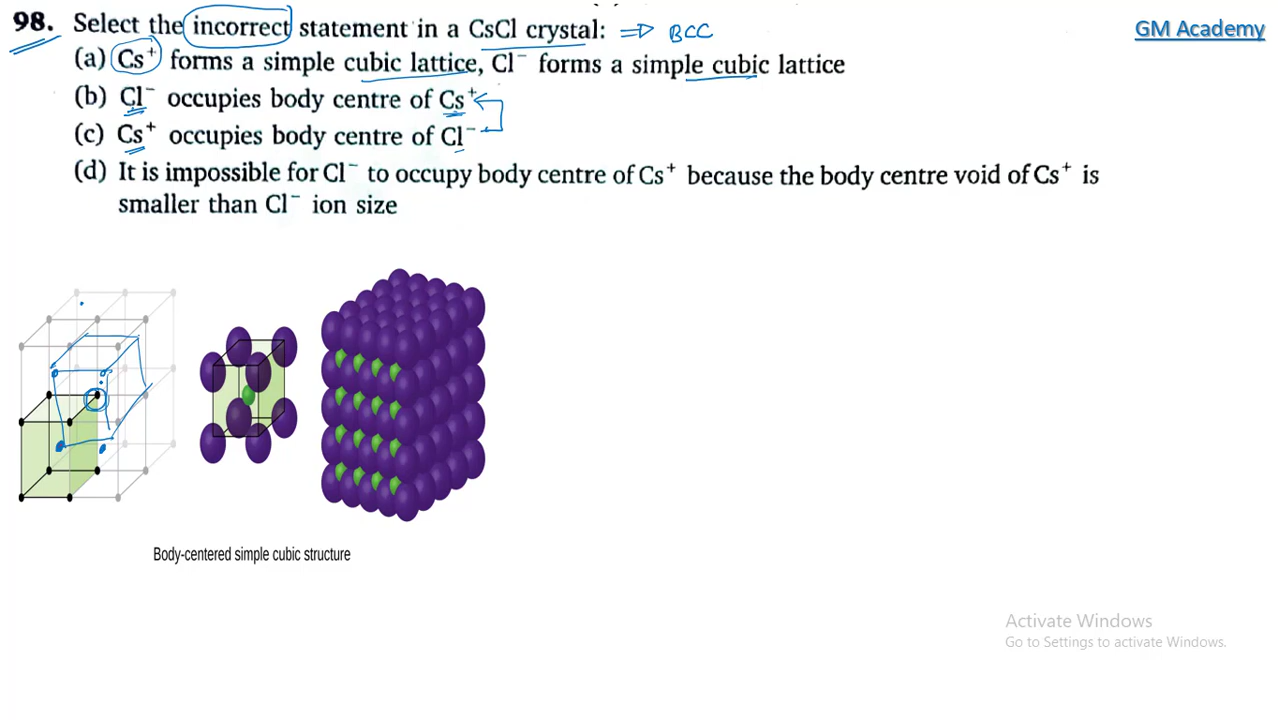 98. Select the incorrect statement in a CsCl crystal: ⇒ BCC
GM Academy
(a) Cs⁺ forms a simple cubic lattice, Cl⁻ forms a simple cubic lattice
(b) Cl⁻ occupies body centre of Cs⁺
(c) Cs⁺ occupies body centre of Cl⁻
(d) It is impossible for Cl⁻ to occupy body centre of Cs⁺ because the body centre void of Cs⁺ is
smaller than Cl⁻ ion size
Body-centered simple cubic structure
Activate Windows
Go to Settings to activate Windows.